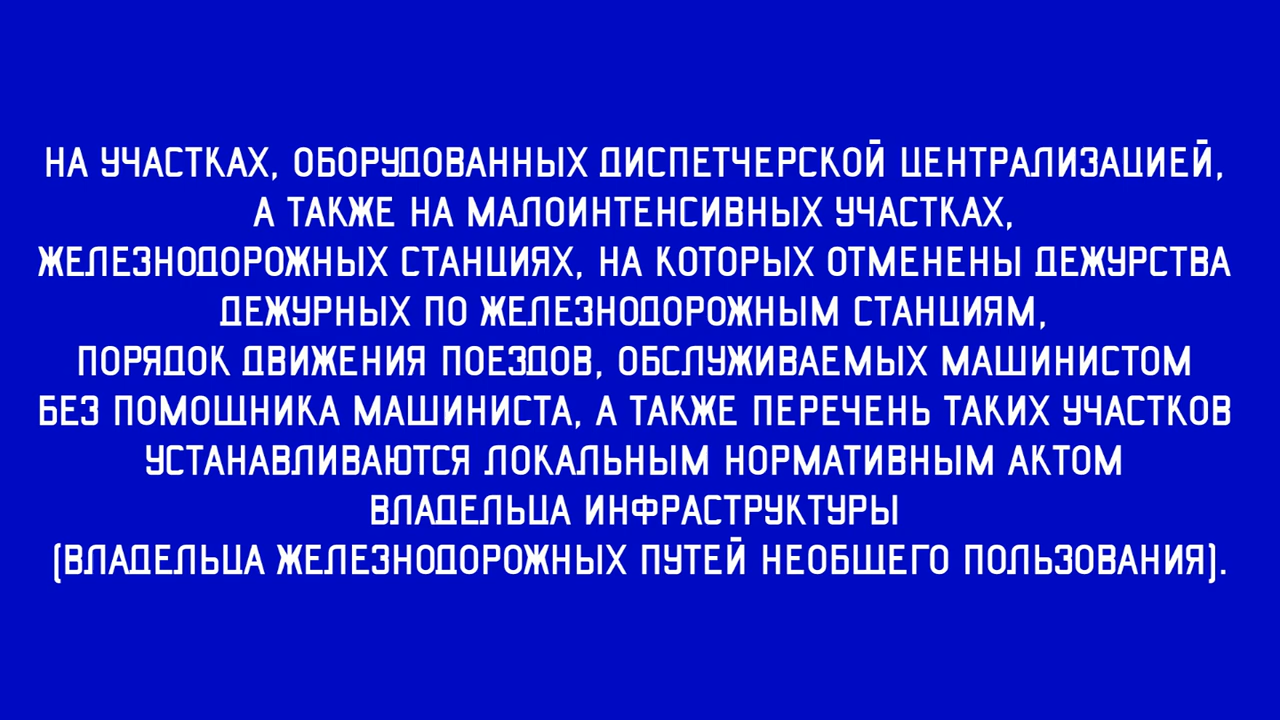 НА УЧАСТКАХ, ОБОРУДОВАННЫХ ДИСПЕТЧЕРСКОЙ ЦЕНТРАЛИЗАЦИЕЙ,
А ТАКЖЕ НА МАЛОИНТЕНСИВНЫХ УЧАСТКАХ,
ЖЕЛЕЗНОДОРОЖНЫХ СТАНЦИЯХ, НА КОТОРЫХ ОТМЕНЕНЫ ДЕЖУРСТВА
ДЕЖУРНЫХ ПО ЖЕЛЕЗНОДОРОЖНЫМ СТАНЦИЯМ,
ПОРЯДОК ДВИЖЕНИЯ ПОЕЗДОВ, ОБСЛУЖИВАЕМЫХ МАШИНИСТОМ
БЕЗ ПОМОЩНИКА МАШИНИСТА, А ТАКЖЕ ПЕРЕЧЕНЬ ТАКИХ УЧАСТКОВ
УСТАНАВЛИВАЮТСЯ ЛОКАЛЬНЫМ НОРМАТИВНЫМ АКТОМ
ВЛАДЕЛЬЦА ИНФРАСТРУКТУРЫ
(ВЛАДЕЛЬЦА ЖЕЛЕЗНОДОРОЖНЫХ ПУТЕЙ НЕОБЩЕГО ПОЛЬЗОВАНИЯ).